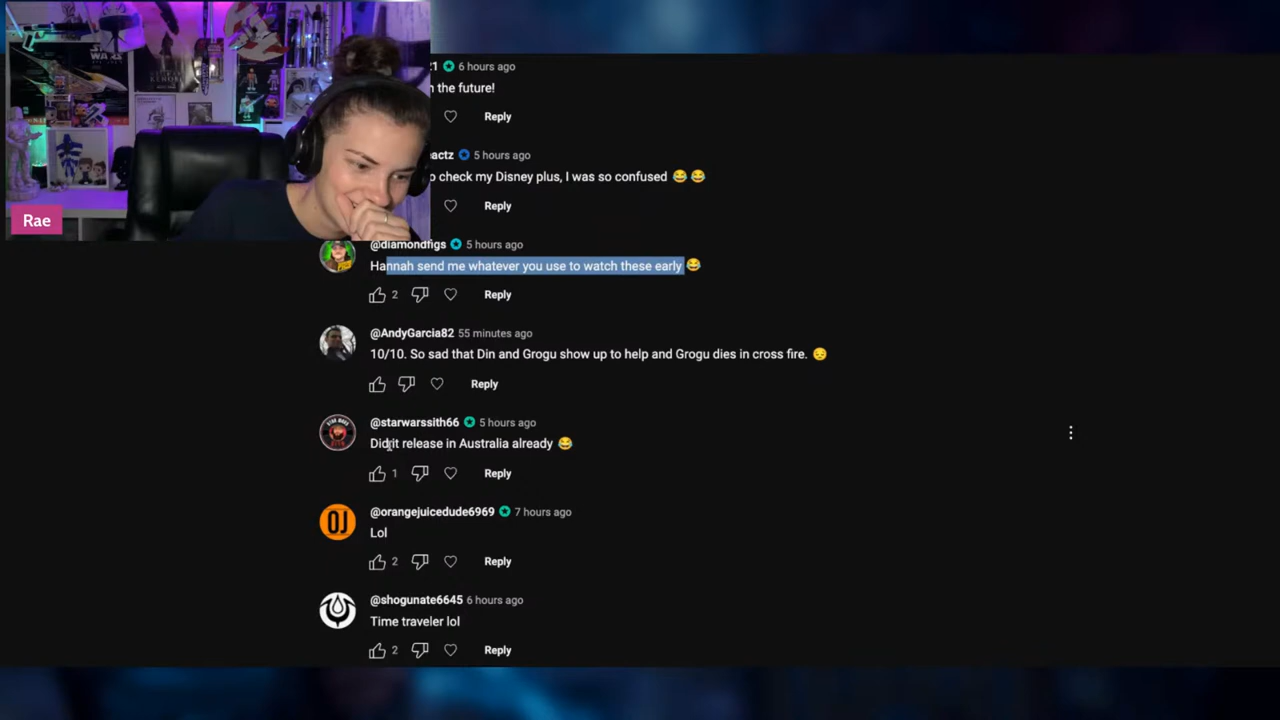 STAR
WARS
Rae
21 6 hours ago
n the future!
Reply
actz 5 hours ago
o check my Disney plus, I was so confused 😂 😂
Reply
@diamondfigs 5 hours ago
Hannah send me whatever you use to watch these early 😂
2 Reply
@AndyGarcia82 55 minutes ago
10/10. So sad that Din and Grogu show up to help and Grogu dies in cross fire. 😔
Reply
@starwarssith66 5 hours ago
Did it release in Australia already 😂
1 Reply
OJ
@orangejuicedude6969 7 hours ago
Lol
2 Reply
@shogunate6645 6 hours ago
Time traveler lol
2 Reply